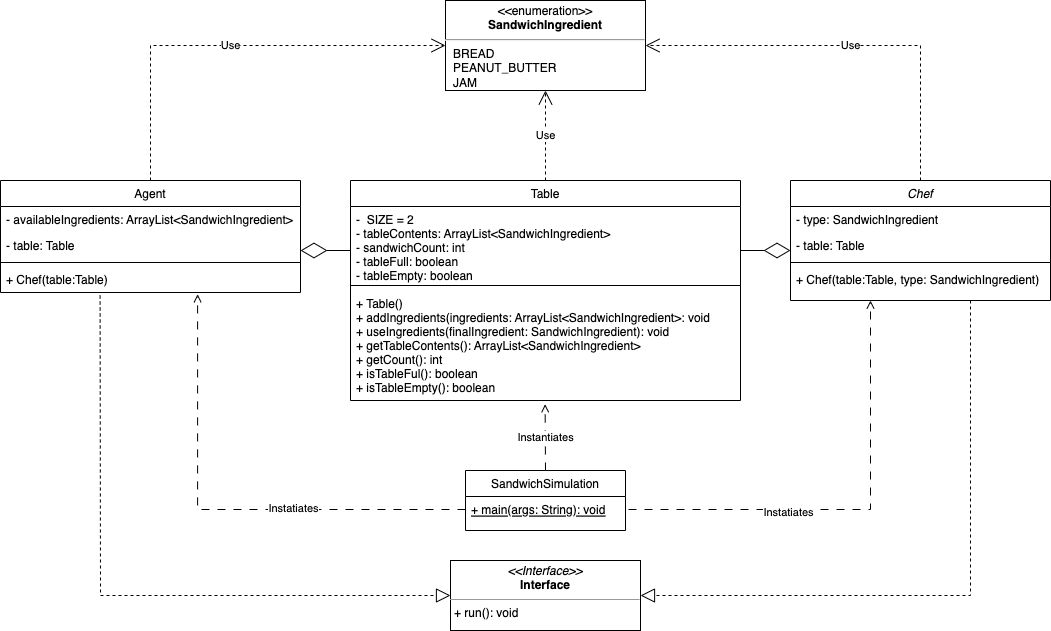 <<enumeration>>
SandwichIngredient
BREAD
PEANUT_BUTTER
JAM
Use
Use
Use
Agent
- availableIngredients: ArrayList<SandwichIngredient>
- table: Table
+ Chef(table:Table)
Table
- SIZE = 2
- tableContents: ArrayList<SandwichIngredient>
- sandwichCount: int
- tableFull: boolean
- tableEmpty: boolean
+ Table()
+ addIngredients(ingredients: ArrayList<SandwichIngredient>: void
+ useIngredients(finalIngredient: SandwichIngredient): void
+ getTableContents(): ArrayList<SandwichIngredient>
+ getCount(): int
+ isTableFul(): boolean
+ isTableEmpty(): boolean
Chef
- type: SandwichIngredient
- table: Table
+ Chef(table:Table, type: SandwichIngredient)
Instantiates
SandwichSimulation
+ main(args: String): void
-Instatiates-
Instatiates
<<Interface>>
Interface
+ run(): void